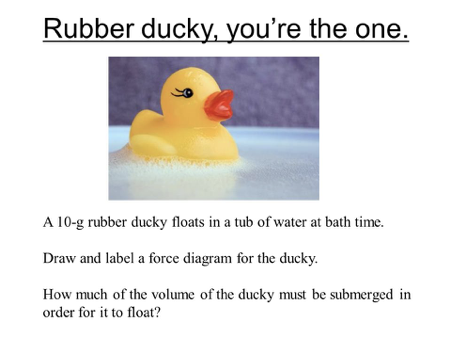 Rubber ducky, you’re the one.
A 10-g rubber ducky floats in a tub of water at bath time.
Draw and label a force diagram for the ducky.
How much of the volume of the ducky must be submerged in
order for it to float?